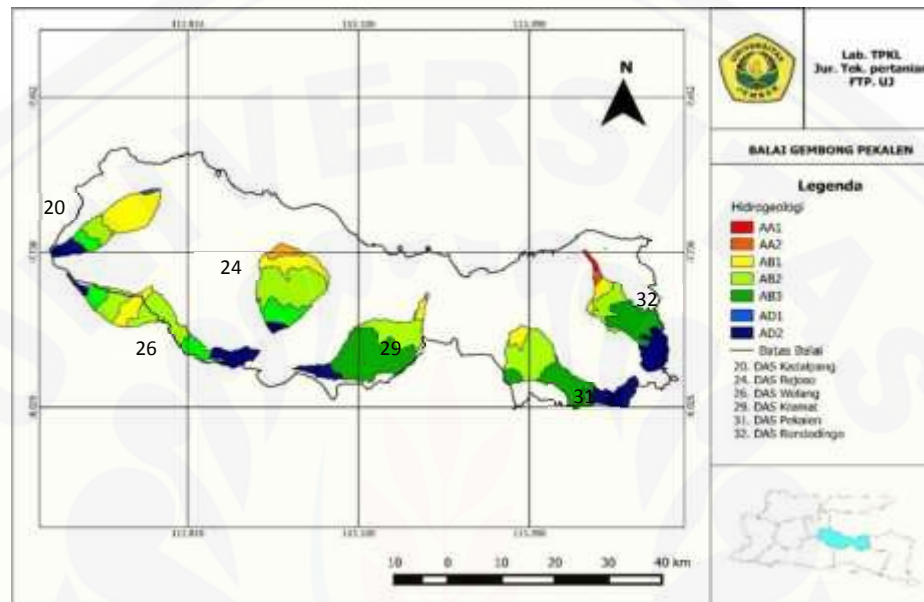 Lab. TPKL
Jur. Tek. pertanian
FTP. UJ
BALAI GEMBONG PEKALEN
Legenda
Hidrogeologi
AA1
AA2
AB1
AB2
AB3
AD1
AD2
Batas Balai
20. DAS Kadalpang
24. DAS Rejoso
26. DAS Welang
29. DAS Kramat
31. DAS Pekalen
32. DAS Rondodingo
N
20
24
26
29
31
32
10 0 10 20 30 40 km